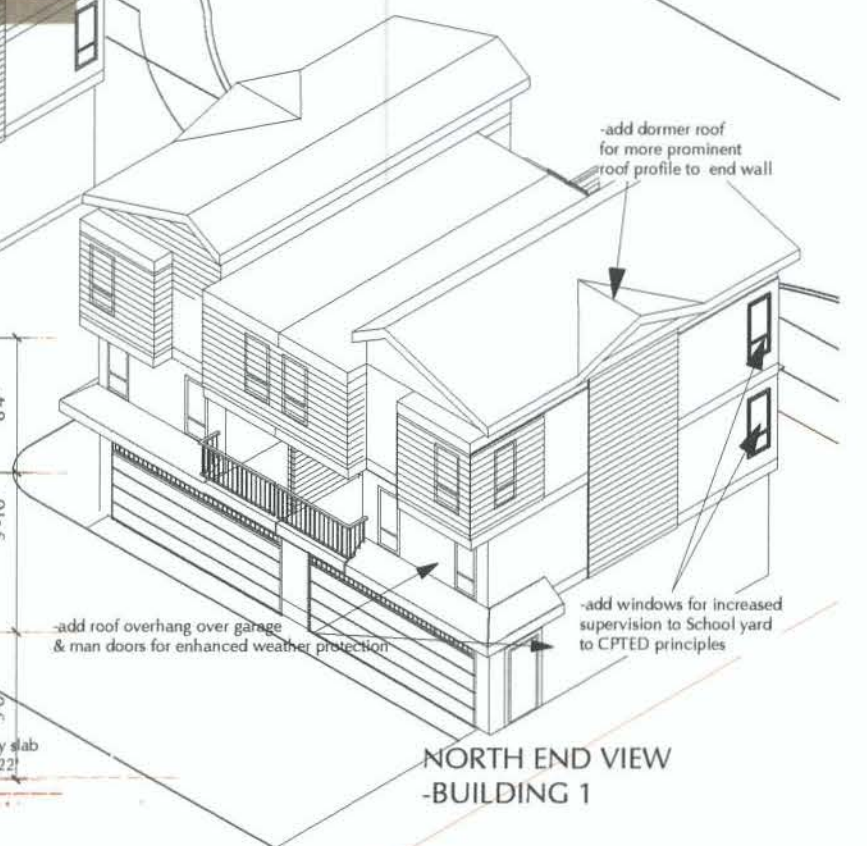 -add dormer roof
for more prominent
roof profile to end wall
-add roof overhang over garage
& man doors for enhanced weather protection
-add windows for increased
supervision to School yard
to CPTED principles
y slab
22'
NORTH END VIEW
-BUILDING 1